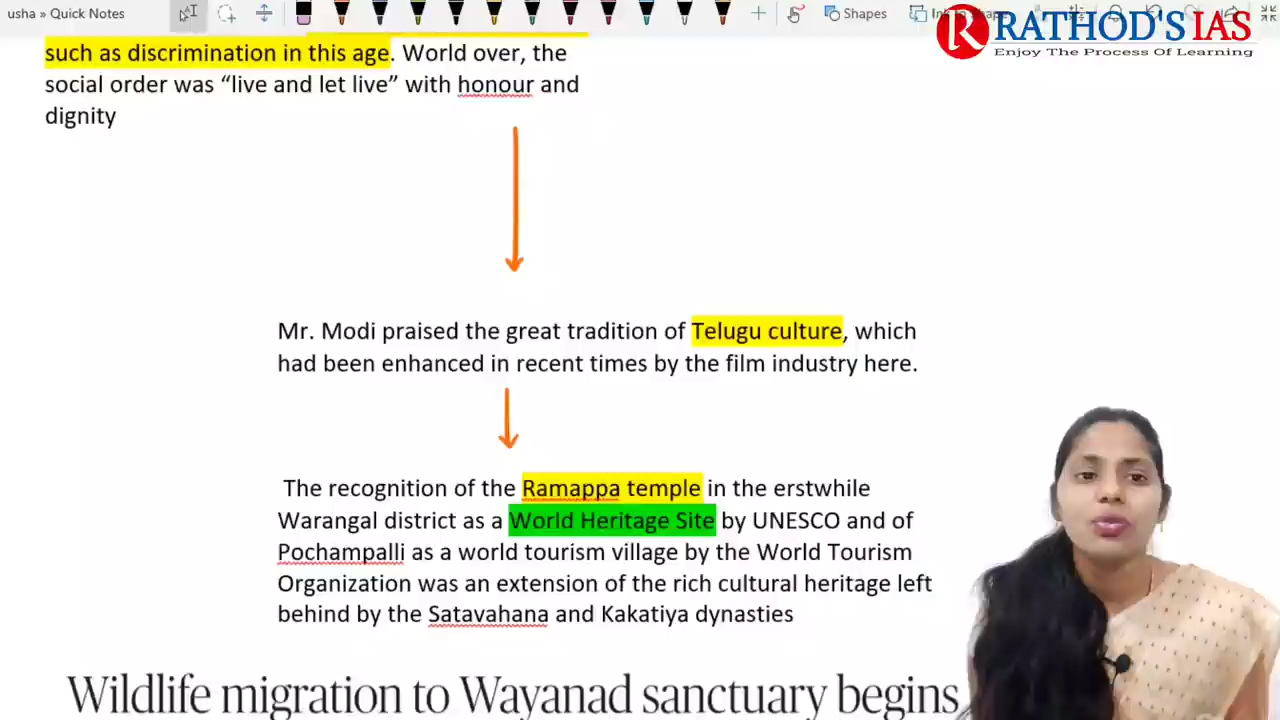 usha » Quick Notes
Shapes
RATHOD'S IAS
Enjoy The Process Of Learning
such as discrimination in this age. World over, the
social order was “live and let live” with honour and
dignity
Mr. Modi praised the great tradition of Telugu culture, which
had been enhanced in recent times by the film industry here.
The recognition of the Ramappa temple in the erstwhile
Warangal district as a World Heritage Site by UNESCO and of
Pochampalli as a world tourism village by the World Tourism
Organization was an extension of the rich cultural heritage left
behind by the Satavahana and Kakatiya dynasties
Wildlife migration to Wayanad sanctuary begins